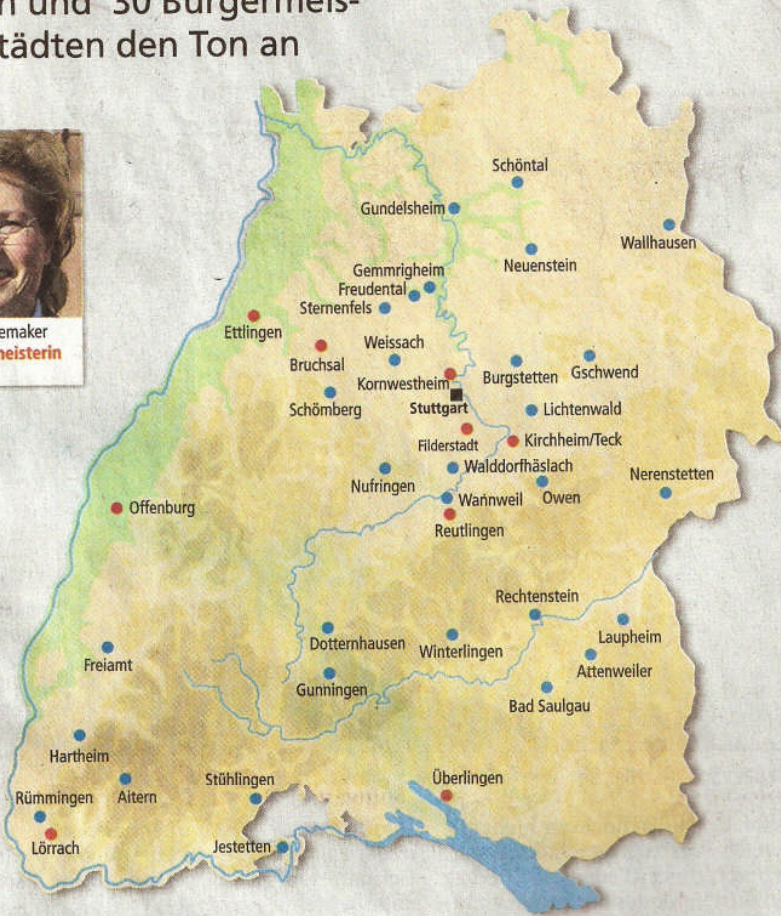 und 30 Bürgermeis-
städten den Ton an
emaker
neisterin
Schöntal
Gundelsheim
Wallhausen
Neuenstein
Gemmrigheim
Freudental
Sternenfels
Ettlingen
Weissach
Bruchsal
Kornwestheim
Burgstetten
Gschwend
Schömberg
Stuttgart
Lichtenwald
Filderstadt
Kirchheim/Teck
Walddorfhäslach
Nerenstetten
Nufringen
Wannweil
Owen
Offenburg
Reutlingen
Rechtenstein
Dotternhausen
Winterlingen
Laupheim
Freiamt
Attenweiler
Gunningen
Bad Saulgau
Hartheim
Rümmingen
Aitern
Stühlingen
Überlingen
Lörrach
Jestetten